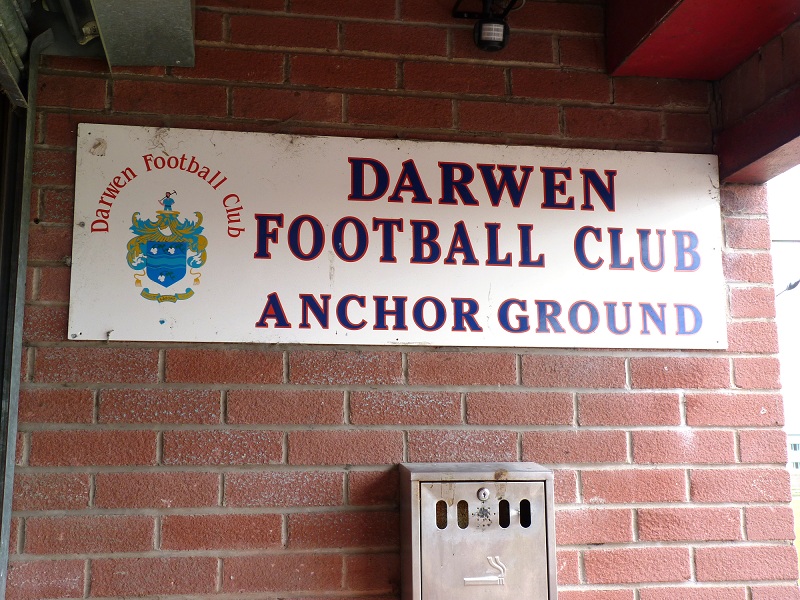 Darwen Football Club
DARWEN
FOOTBALL CLUB
ANCHOR GROUND